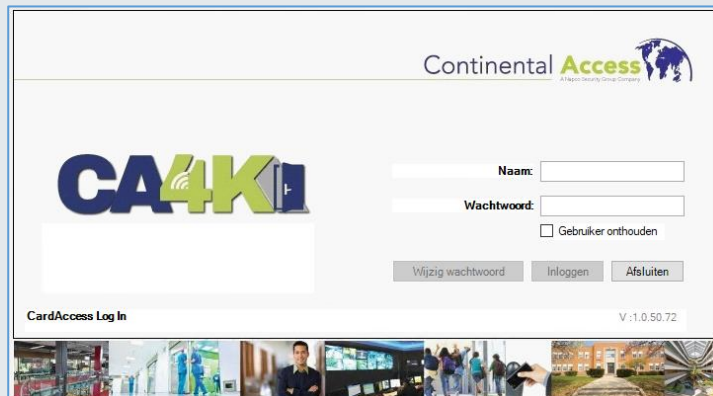 Continental Access
A Napco Security Group Company
CA4K
Naam:
Wachtwoord:
Gebruiker onthouden
Wijzig wachtwoord Inloggen Afsluiten
CardAccess Log In V :1.0.50.72